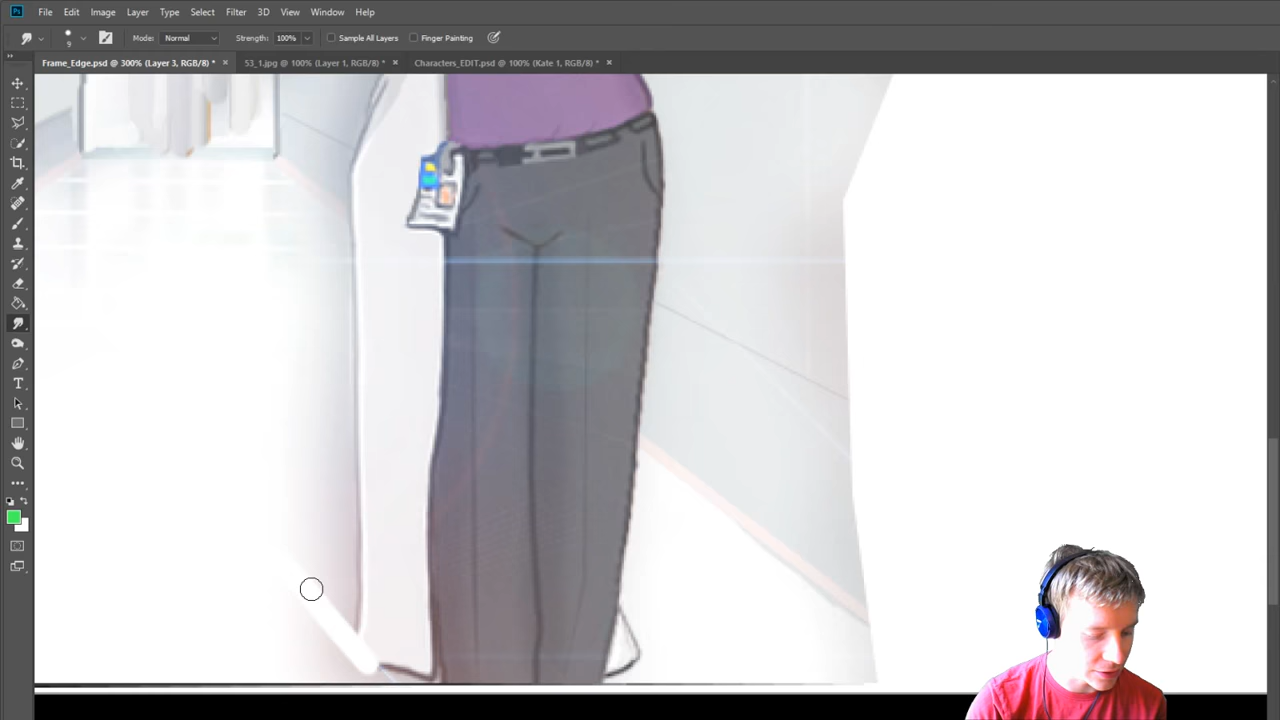 Ps File Edit Image Layer Type Select Filter 3D View Window Help
9 Mode: Normal Strength: 100% Sample All Layers Finger Painting
Frame_Edge.psd @ 300% (Layer 3, RGB/8) * × 53_1.jpg @ 100% (Layer 1, RGB/8) * × Characters_EDIT.psd @ 100% (Kate 1, RGB/8) * ×
T